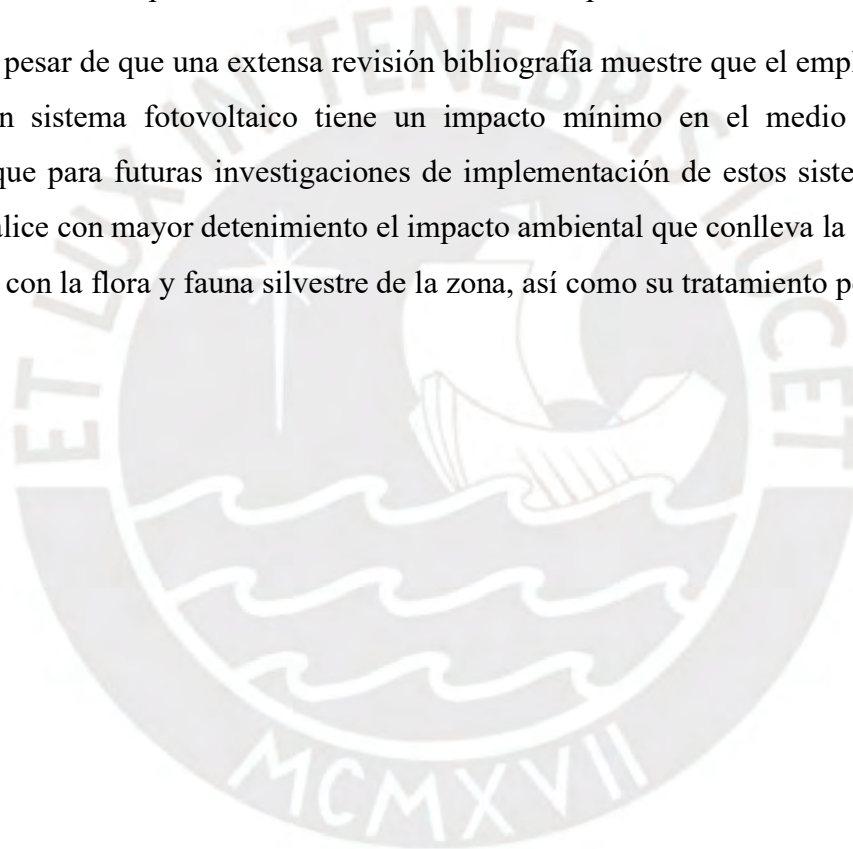 pesar de que una extensa revisión bibliografía muestre que el empl
n sistema fotovoltaico tiene un impacto mínimo en el medio
que para futuras investigaciones de implementación de estos siste
alice con mayor detenimiento el impacto ambiental que conlleva la
con la flora y fauna silvestre de la zona, así como su tratamiento p
ET LUX IN TENEBRIS LUCET
MCMXVII